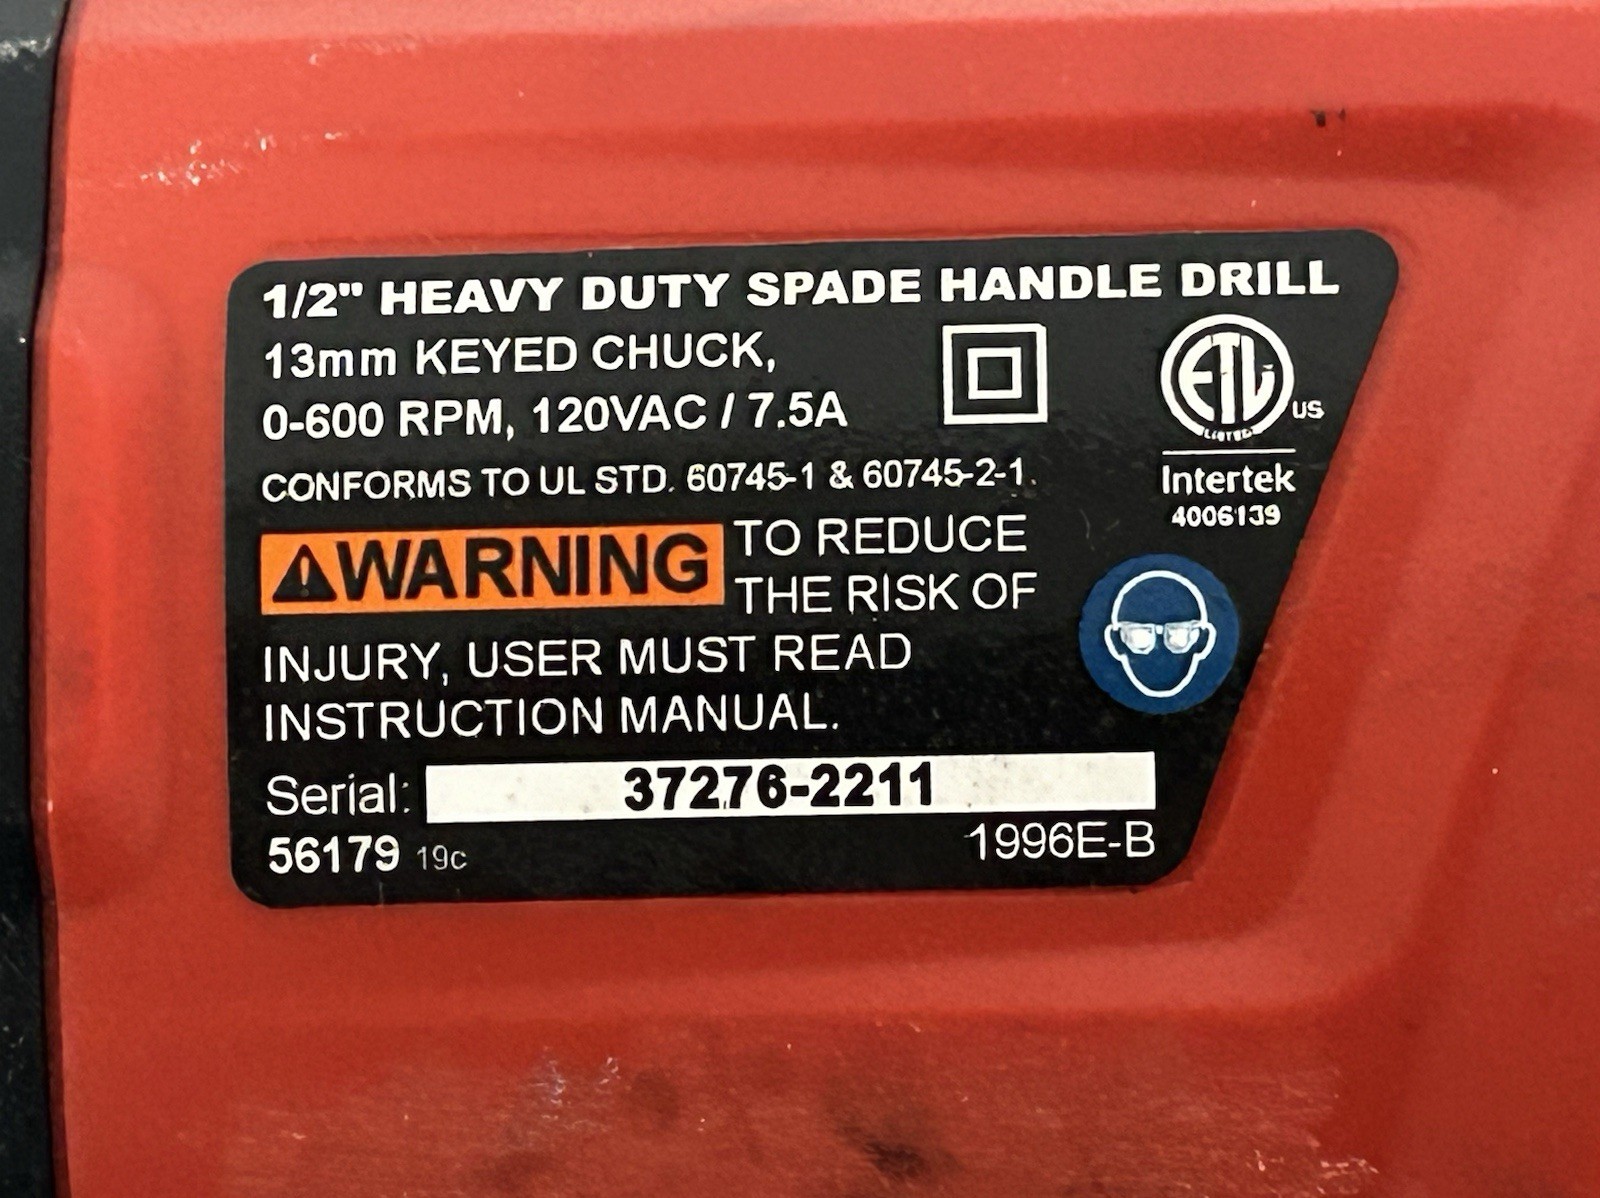 1/2" HEAVY DUTY SPADE HANDLE DRILL
13mm KEYED CHUCK,
0-600 RPM, 120VAC / 7.5A
CONFORMS TO UL STD. 60745-1 & 60745-2-1.
ETL
LISTED
US
Intertek
4006139
WARNING TO REDUCE
THE RISK OF
INJURY, USER MUST READ
INSTRUCTION MANUAL.
Serial: 37276-2211
56179 19c 1996E-B